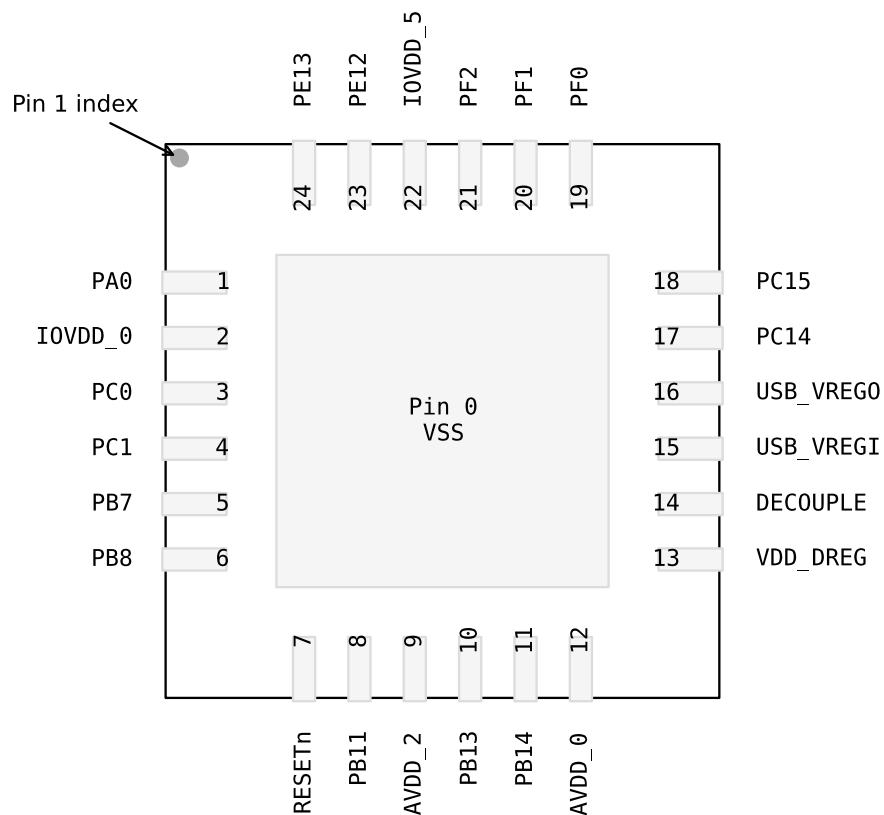 PE13
PE12
IOVDD_5
PF2
PF1
PF0
Pin 1 index
24
23
22
21
20
19
PA0 1
18 PC15
IOVDD_0 2
17 PC14
PC0 3
16 USB_VREGO
Pin 0
VSS
PC1 4
15 USB_VREGI
PB7 5
14 DECOUPLE
PB8 6
13 VDD_DREG
7
8
9
10
11
12
RESETn
PB11
AVDD_2
PB13
PB14
AVDD_0